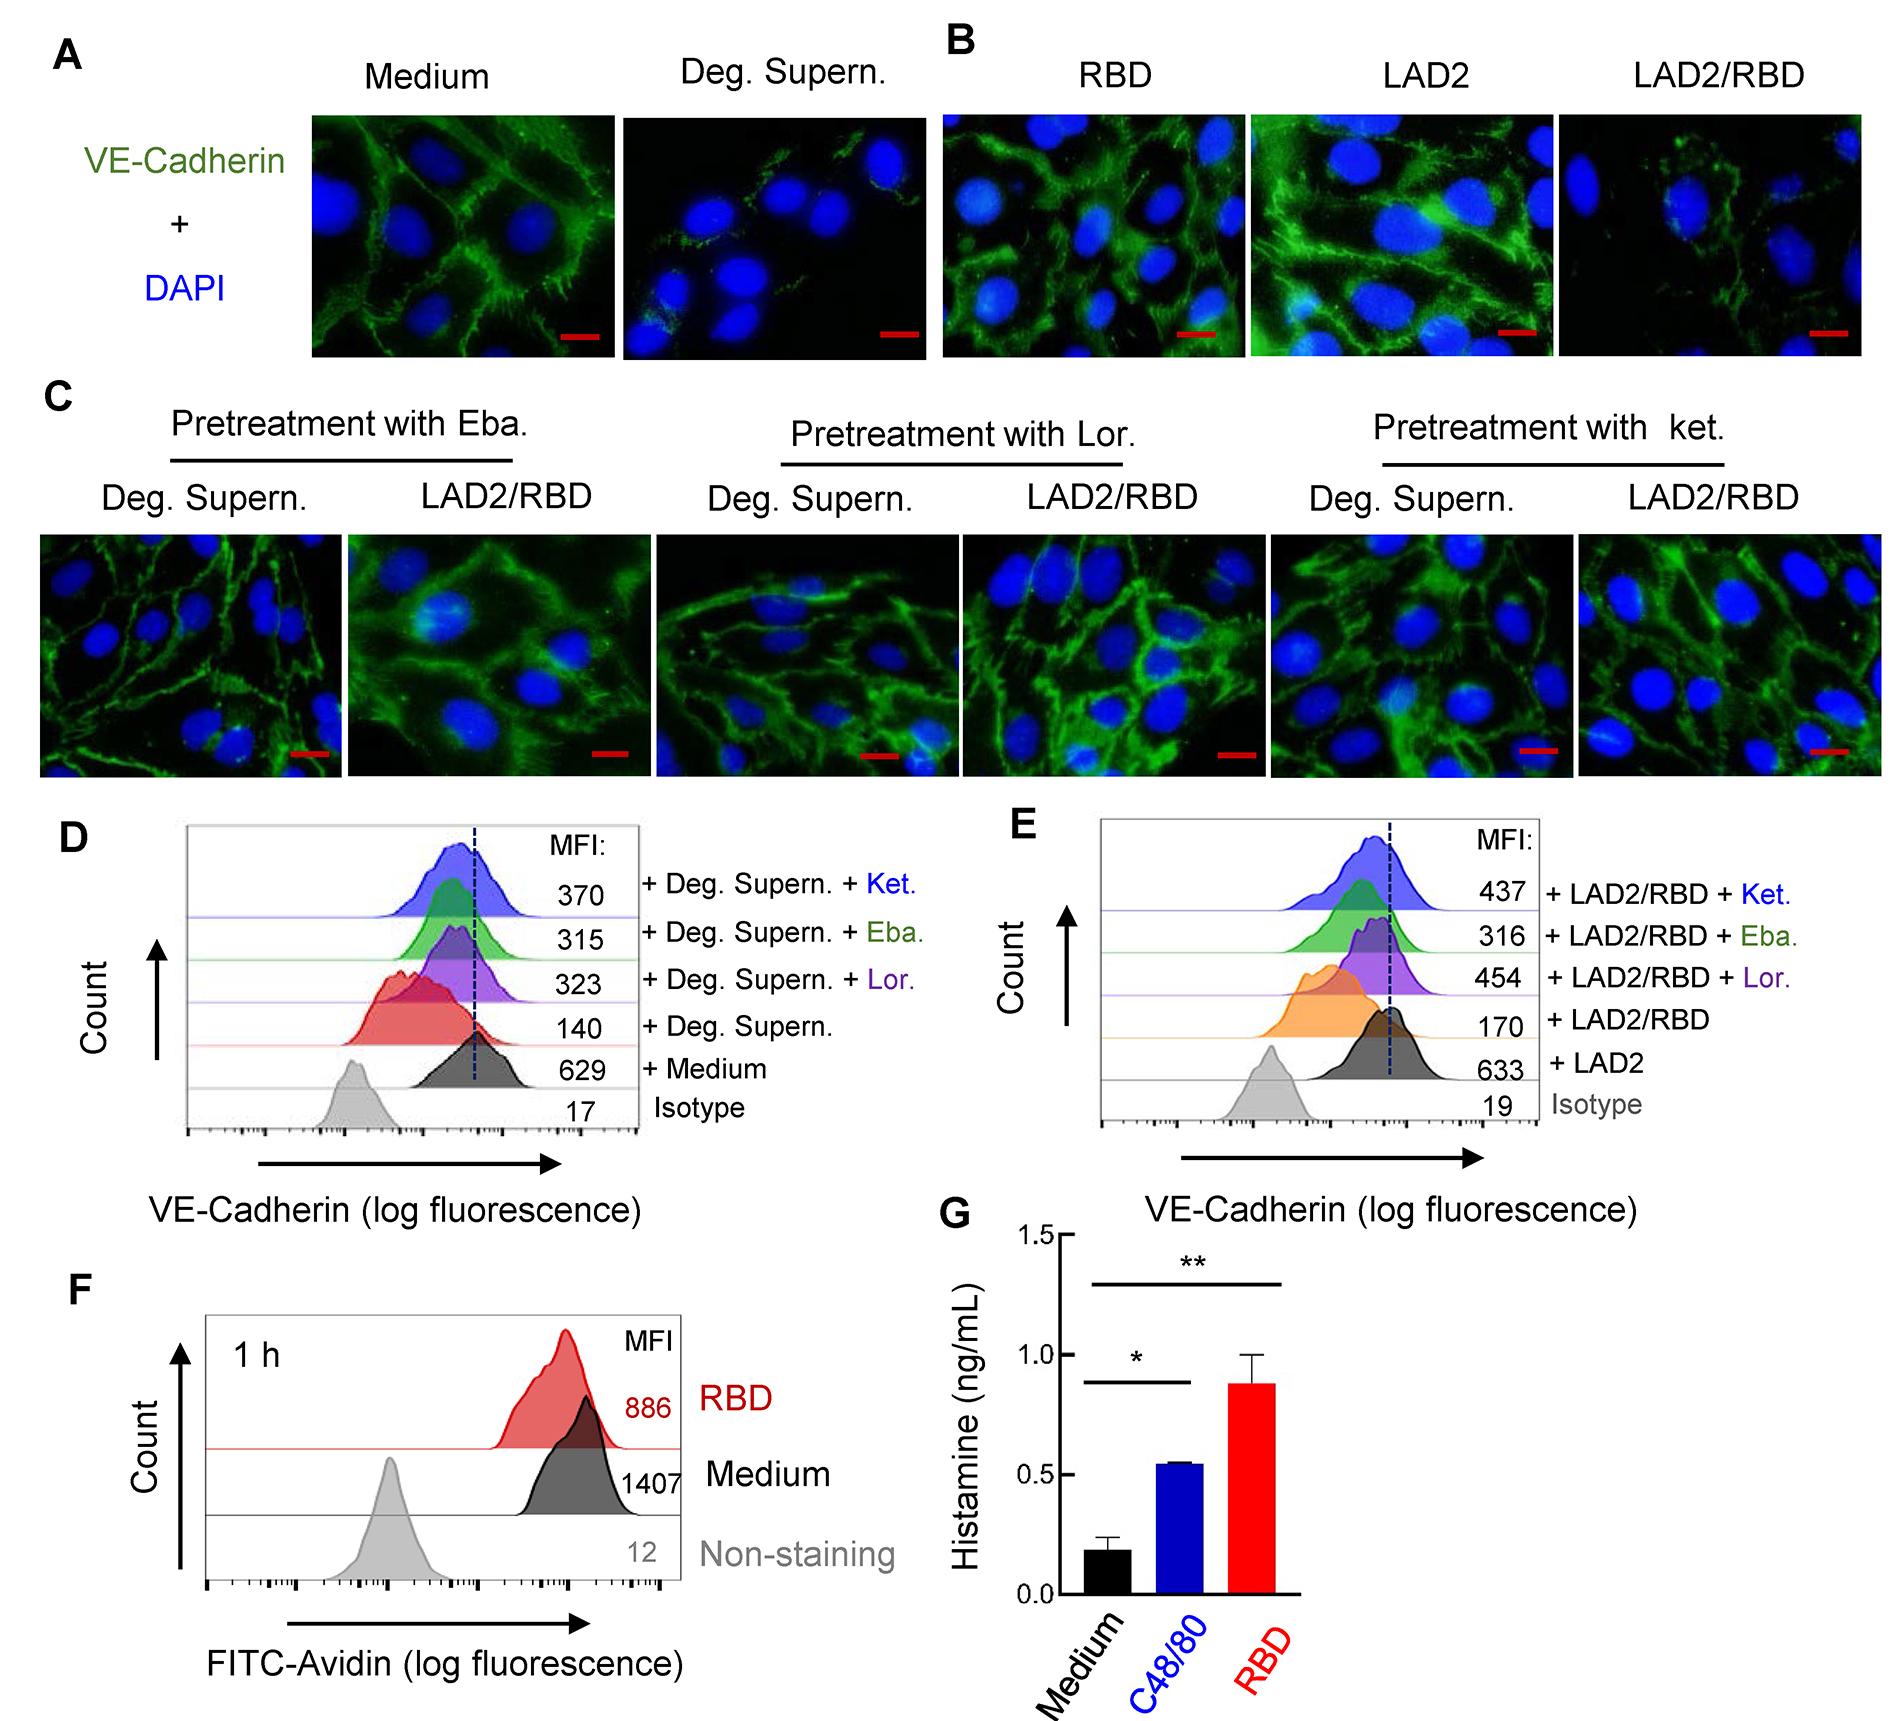 A
B
Medium
Deg. Supern.
RBD
LAD2
LAD2/RBD
VE-Cadherin
+
DAPI
C
Pretreatment with Eba.
Pretreatment with Lor.
Pretreatment with ket.
Deg. Supern.
LAD2/RBD
Deg. Supern.
LAD2/RBD
Deg. Supern.
LAD2/RBD
D
MFI:
370 + Deg. Supern. + Ket.
315 + Deg. Supern. + Eba.
323 + Deg. Supern. + Lor.
140 + Deg. Supern.
629 + Medium
17 Isotype
Count
VE-Cadherin (log fluorescence)
E
MFI:
437 + LAD2/RBD + Ket.
316 + LAD2/RBD + Eba.
454 + LAD2/RBD + Lor.
170 + LAD2/RBD
633 + LAD2
19 Isotype
Count
VE-Cadherin (log fluorescence)
F
1 h
MFI
886 RBD
1407 Medium
12 Non-staining
Count
FITC-Avidin (log fluorescence)
G
1.5
1.0
0.5
0.0
**
*
Histamine (ng/mL)
Medium
C48/80
RBD